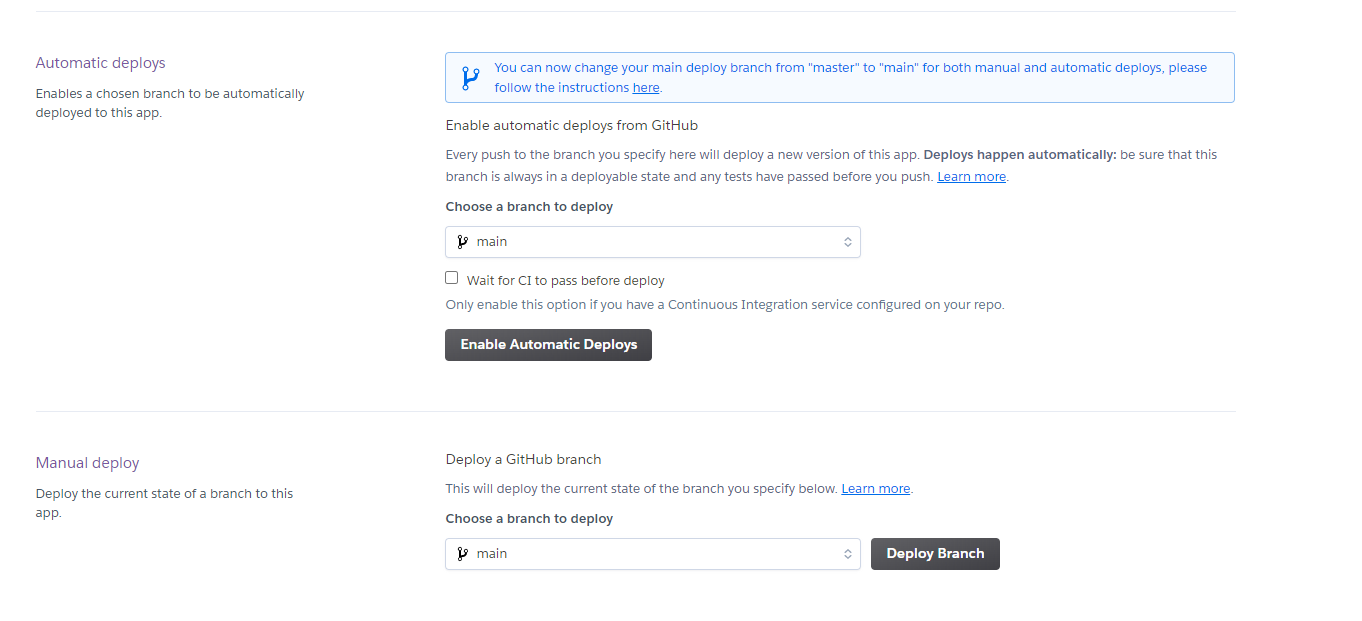 Automatic deploys
Enables a chosen branch to be automatically
deployed to this app.
You can now change your main deploy branch from "master" to "main" for both manual and automatic deploys, please
follow the instructions here.
Enable automatic deploys from GitHub
Every push to the branch you specify here will deploy a new version of this app. Deploys happen automatically: be sure that this
branch is always in a deployable state and any tests have passed before you push. Learn more.
Choose a branch to deploy
main
Wait for CI to pass before deploy
Only enable this option if you have a Continuous Integration service configured on your repo.
Enable Automatic Deploys
Manual deploy
Deploy the current state of a branch to this
app.
Deploy a GitHub branch
This will deploy the current state of the branch you specify below. Learn more.
Choose a branch to deploy
main
Deploy Branch